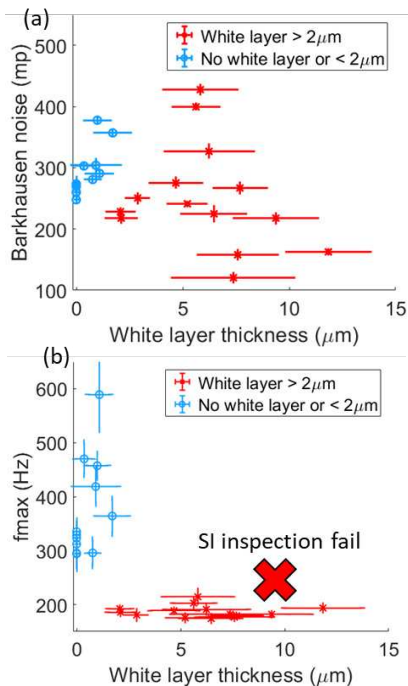 (a)
White layer > 2μm
No white layer or < 2μm
Barkhausen noise (mp)
500
400
300
200
100
0
5
10
15
White layer thickness (μm)
(b)
White layer > 2μm
No white layer or < 2μm
fmax (Hz)
600
500
400
300
200
SI inspection fail
0
5
10
15
White layer thickness (μm)